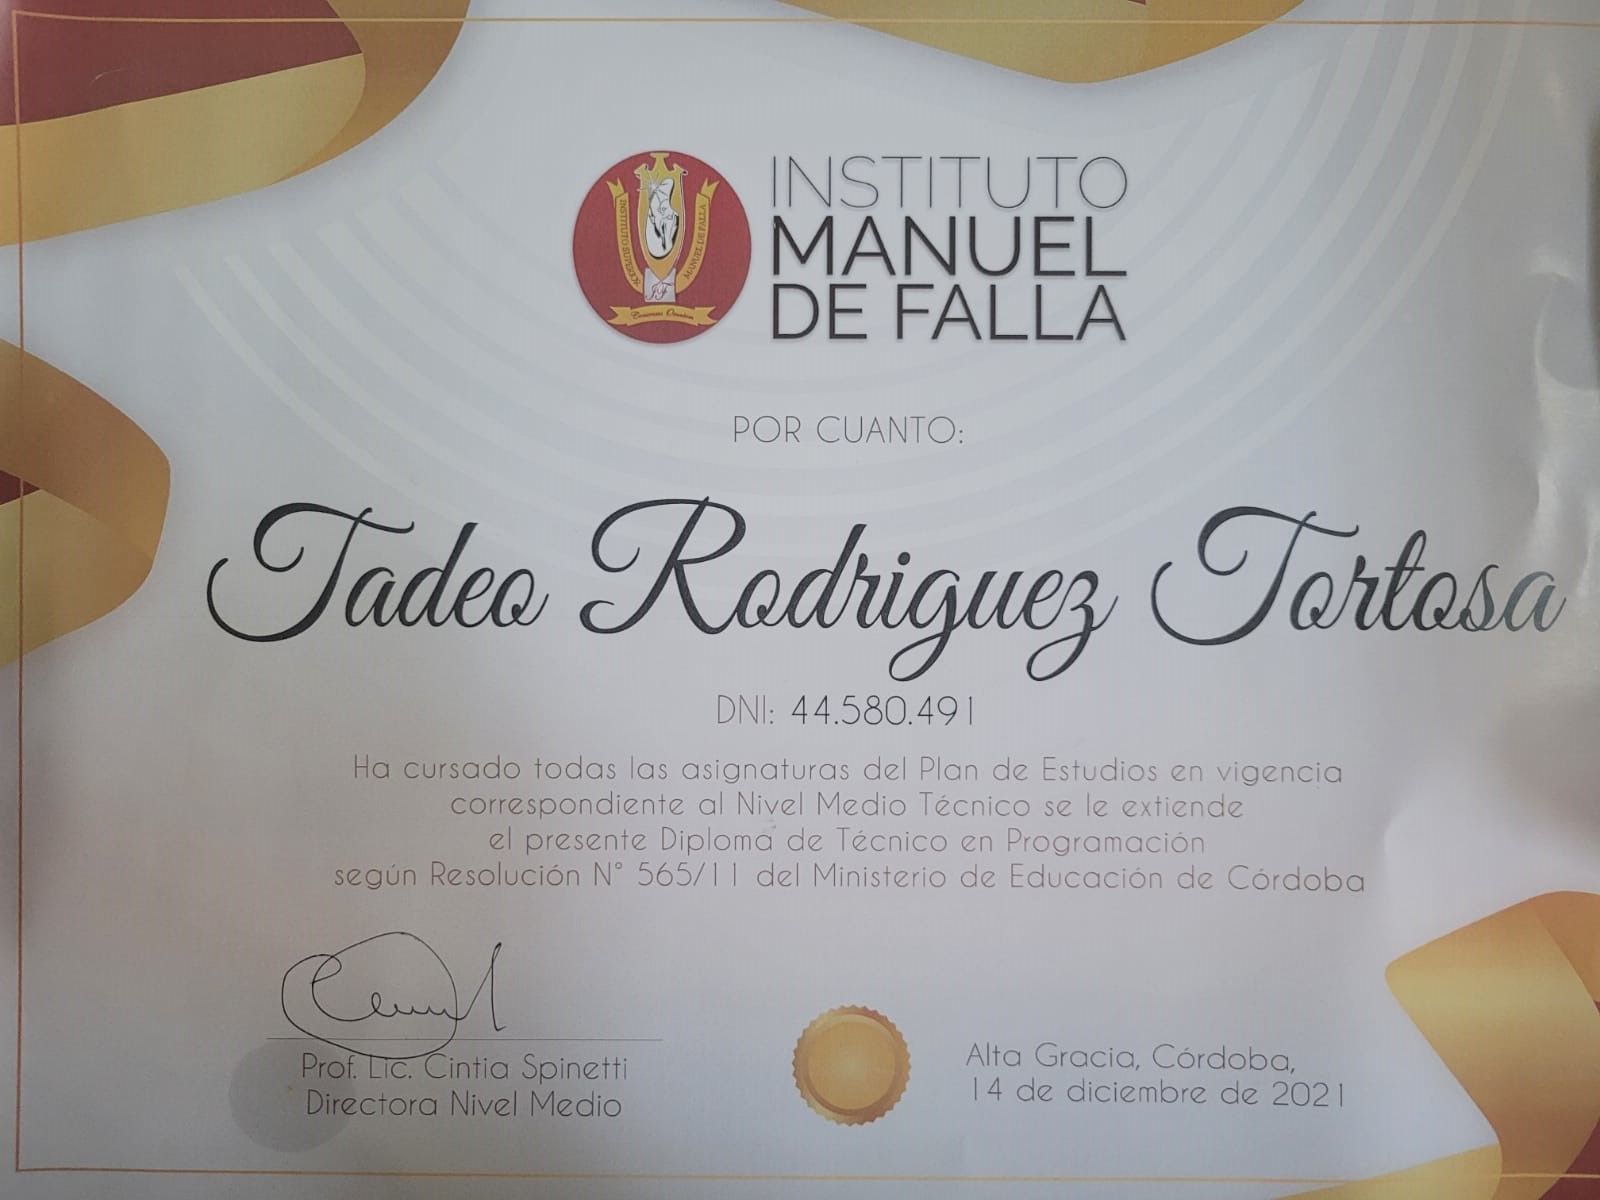 INSTITUTO SUPERIOR
MANUEL DE FALLA
INSTITUTO
MANUEL
DE FALLA
POR CUANTO:
Tadeo Rodriguez Tortosa
DNI: 44.580.491
Ha cursado todas las asignaturas del Plan de Estudios en vigencia
correspondiente al Nivel Medio Técnico se le extiende
el presente Diploma de Técnico en Programación
según Resolución N° 565/11 del Ministerio de Educación de Córdoba
Prof. Lic. Cintia Spinetti
Directora Nivel Medio
Alta Gracia, Córdoba,
14 de diciembre de 2021